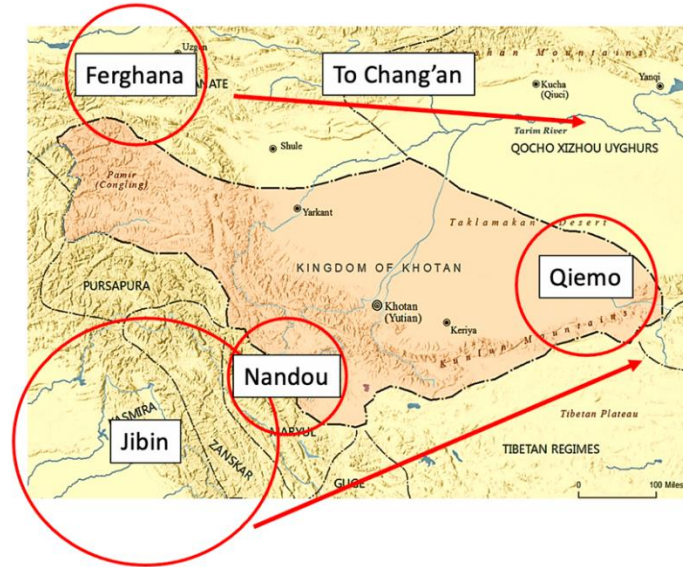 Uzgen
Ferghana
ANATE
To Chang’an
Mountains
Kucha
(Qiuci)
Yanqi
Tarim River
Shule
QOCHO XIZHOU UYGHURS
Pamir
(Congling)
Yarkant
Taklamakan Desert
PURSAPURA
KINGDOM OF KHOTAN
Qiemo
Khotan
(Yutian)
Keriya
Kunlun Mountains
Nandou
Jibin
ZANSKAR
MARYUL
GUGE
Tibetan Plateau
TIBETAN REGIMES
0
100 Miles